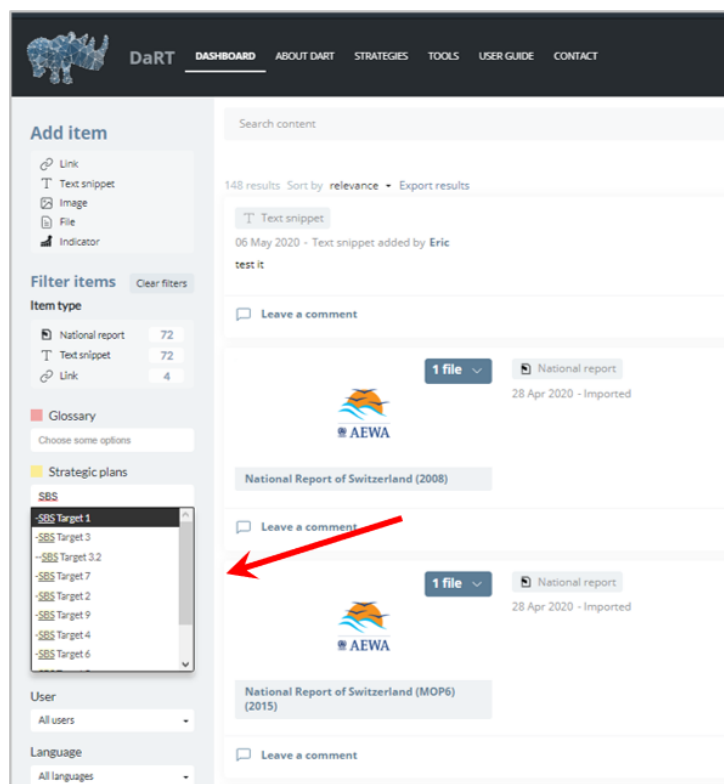 DaRT DASHBOARD ABOUT DART STRATEGIES TOOLS USER GUIDE CONTACT
Add item
Link
Text snippet
Image
File
Indicator
Filter items Clear filters
Item type
National report 72
Text snippet 72
Link 4
Glossary
Choose some options
Strategic plans
SBS
-SBS Target 1
-SBS Target 3
--SBS Target 3.2
-SBS Target 7
-SBS Target 2
-SBS Target 9
-SBS Target 4
-SBS Target 6
User
All users
Language
All languages
Search content
148 results Sort by relevance Export results
Text snippet
06 May 2020 - Text snippet added by Eric
test it
Leave a comment
1 file
National report
28 Apr 2020 - Imported
AEWA
National Report of Switzerland (2008)
Leave a comment
1 file
National report
28 Apr 2020 - Imported
AEWA
National Report of Switzerland (MOP6)
(2015)
Leave a comment